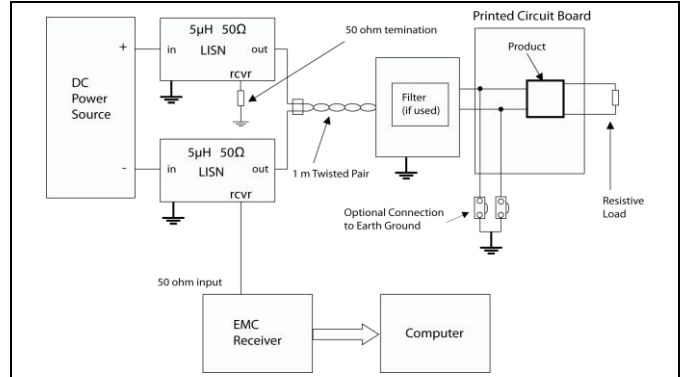 Printed Circuit Board
5µH 50Ω
LISN
in
out
rcvr
50 ohm temination
Product
+
DC
Power
Source
-
Filter
(if used)
5µH 50Ω
LISN
in
out
rcvr
1 m Twisted Pair
Optional Connection
to Earth Ground
Resistive
Load
50 ohm input
EMC
Receiver
Computer